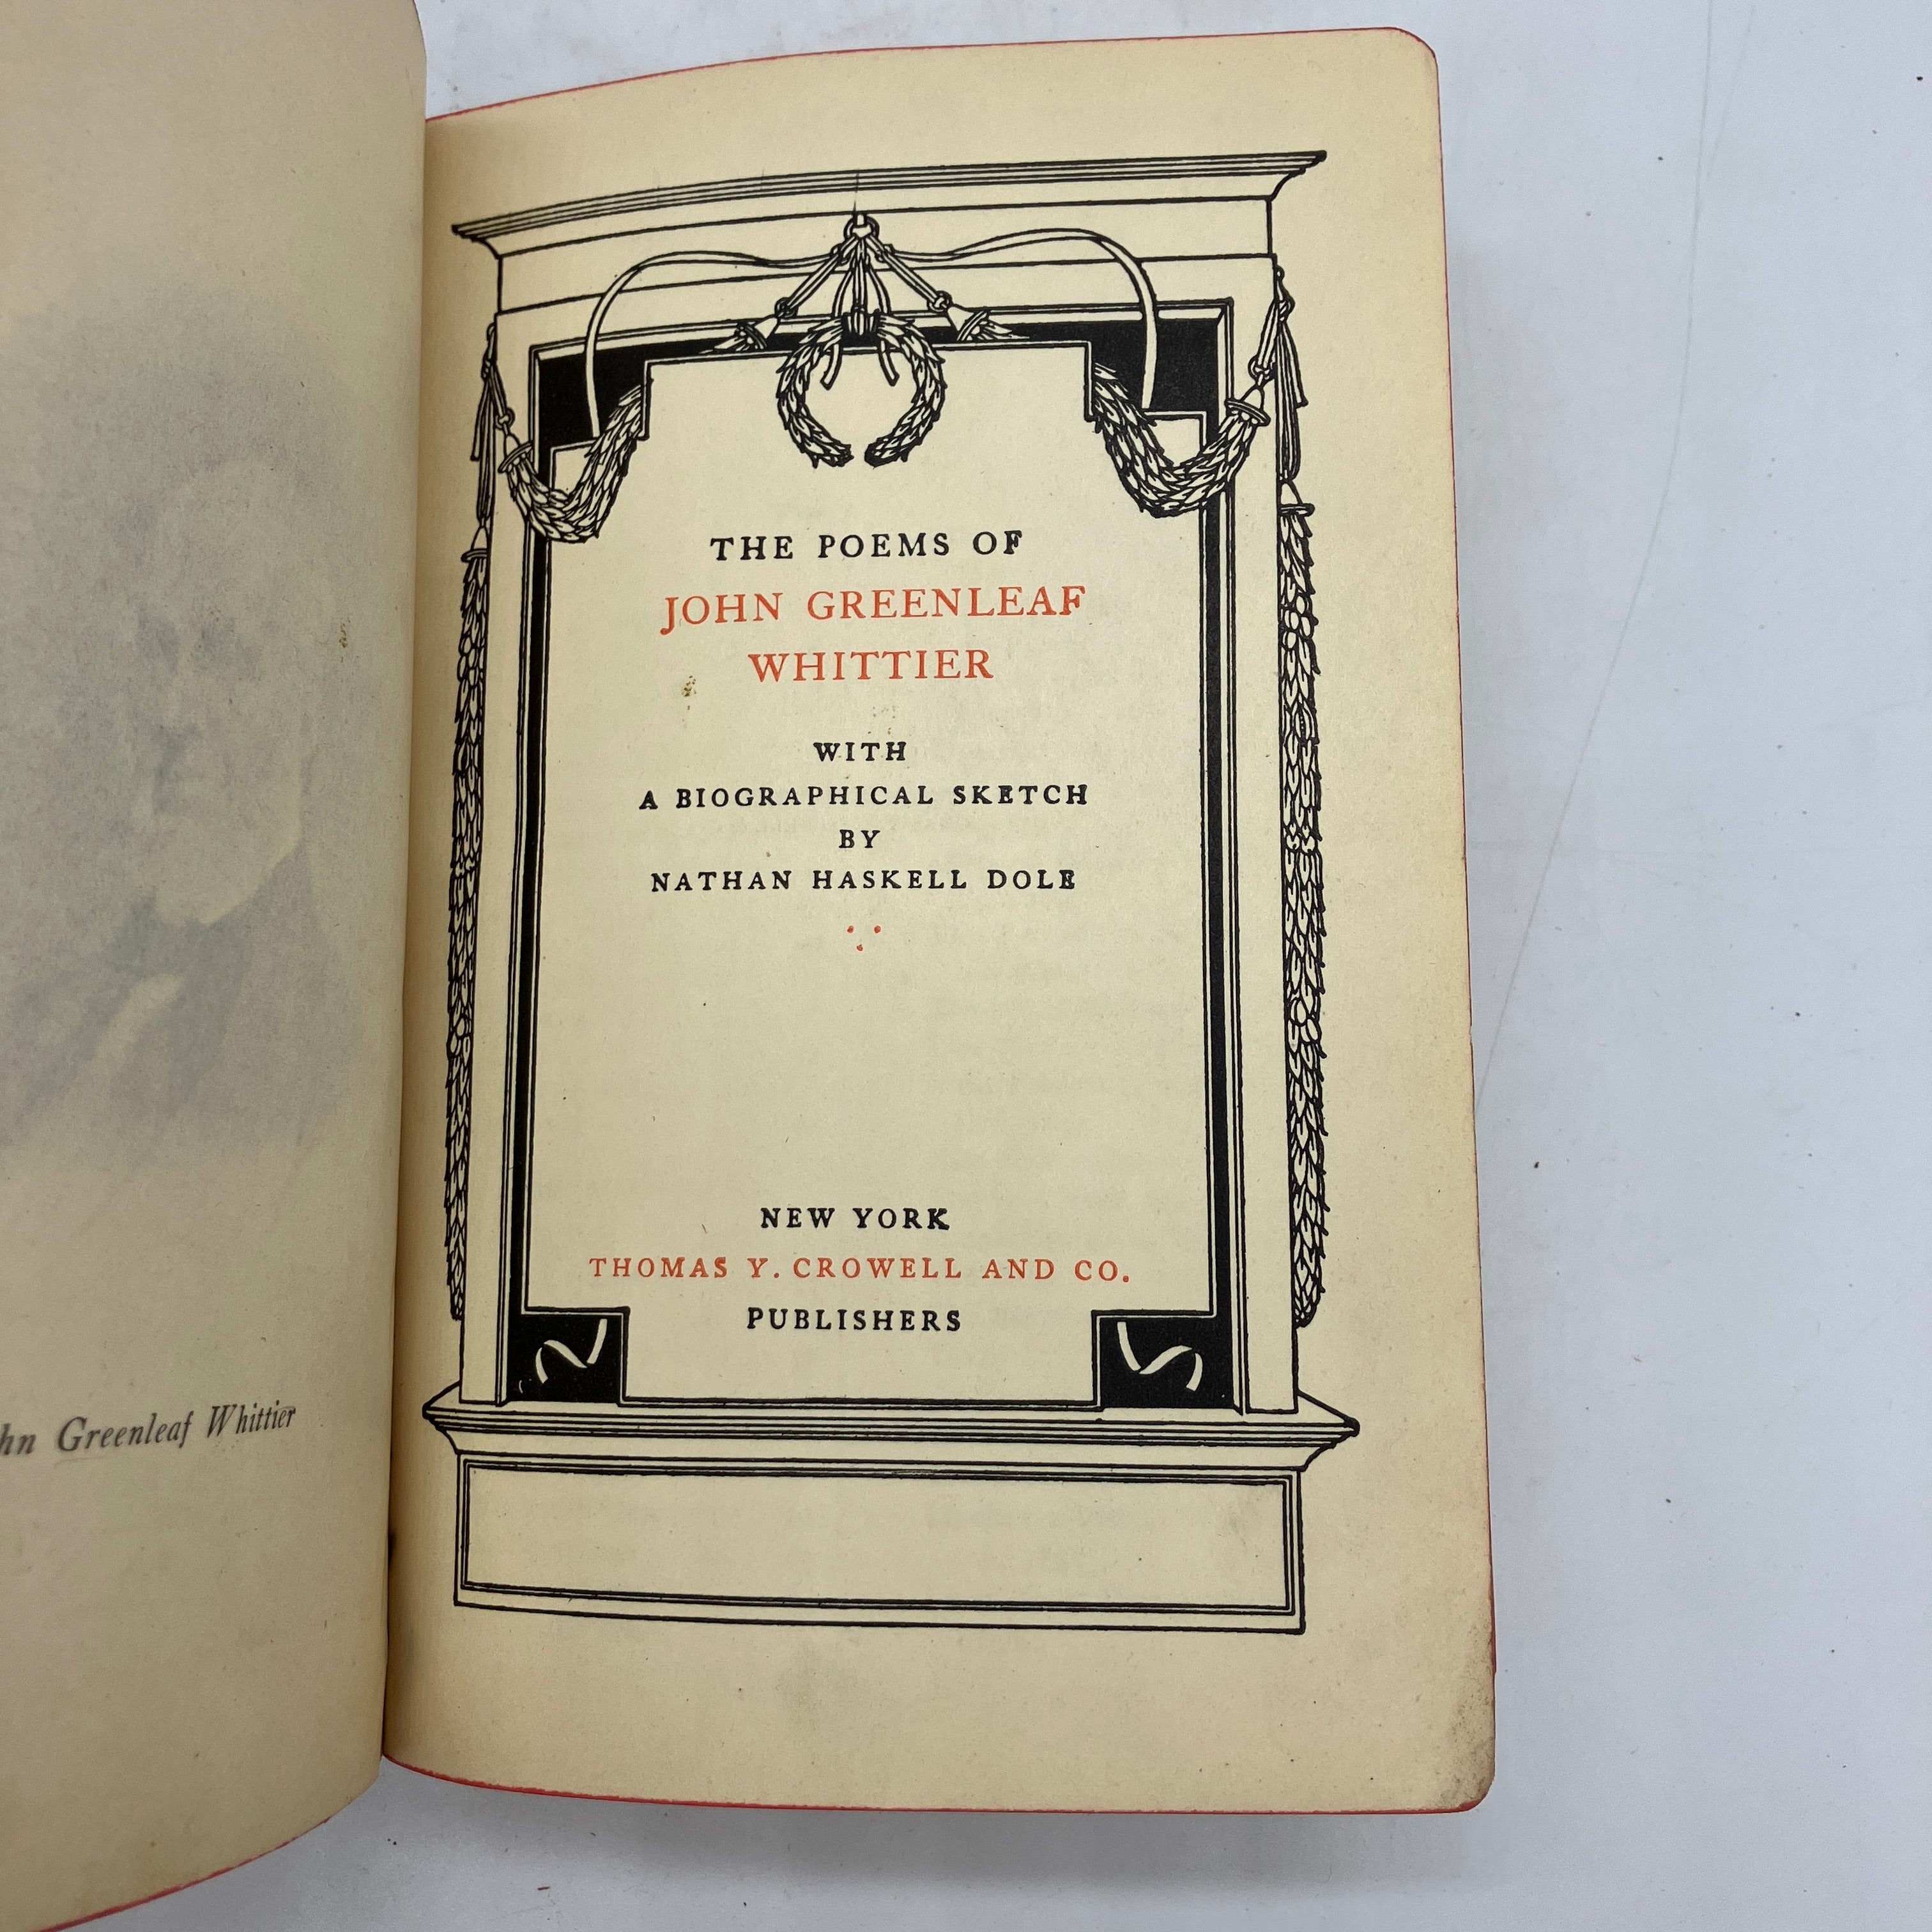 THE POEMS OF
JOHN GREENLEAF
WHITTIER
WITH
A BIOGRAPHICAL SKETCH
BY
NATHAN HASKELL DOLE
NEW YORK
THOMAS Y. CROWELL AND CO.
PUBLISHERS
hn Greenleaf Whittier